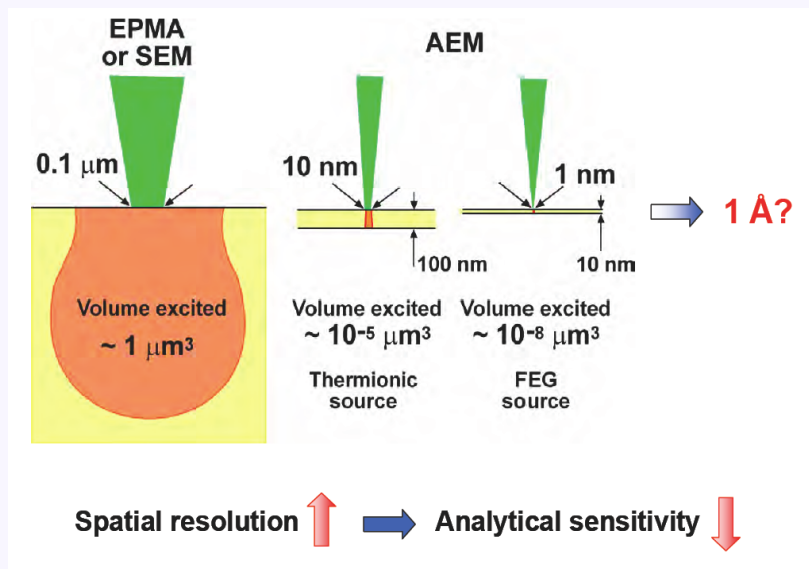 EPMA
or SEM
AEM
0.1 μm
10 nm
1 nm
1 Å?
100 nm
10 nm
Volume excited
~ 1 μm³
Volume excited
~ 10⁻⁵ μm³
Thermionic
source
Volume excited
~ 10⁻⁸ μm³
FEG
source
Spatial resolution
Analytical sensitivity